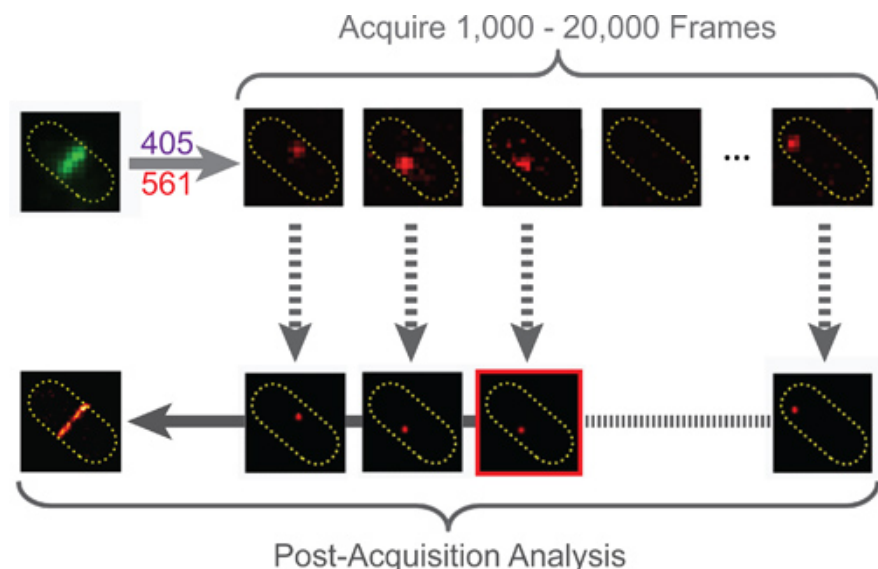 Acquire 1,000 - 20,000 Frames
405
561
...
Post-Acquisition Analysis